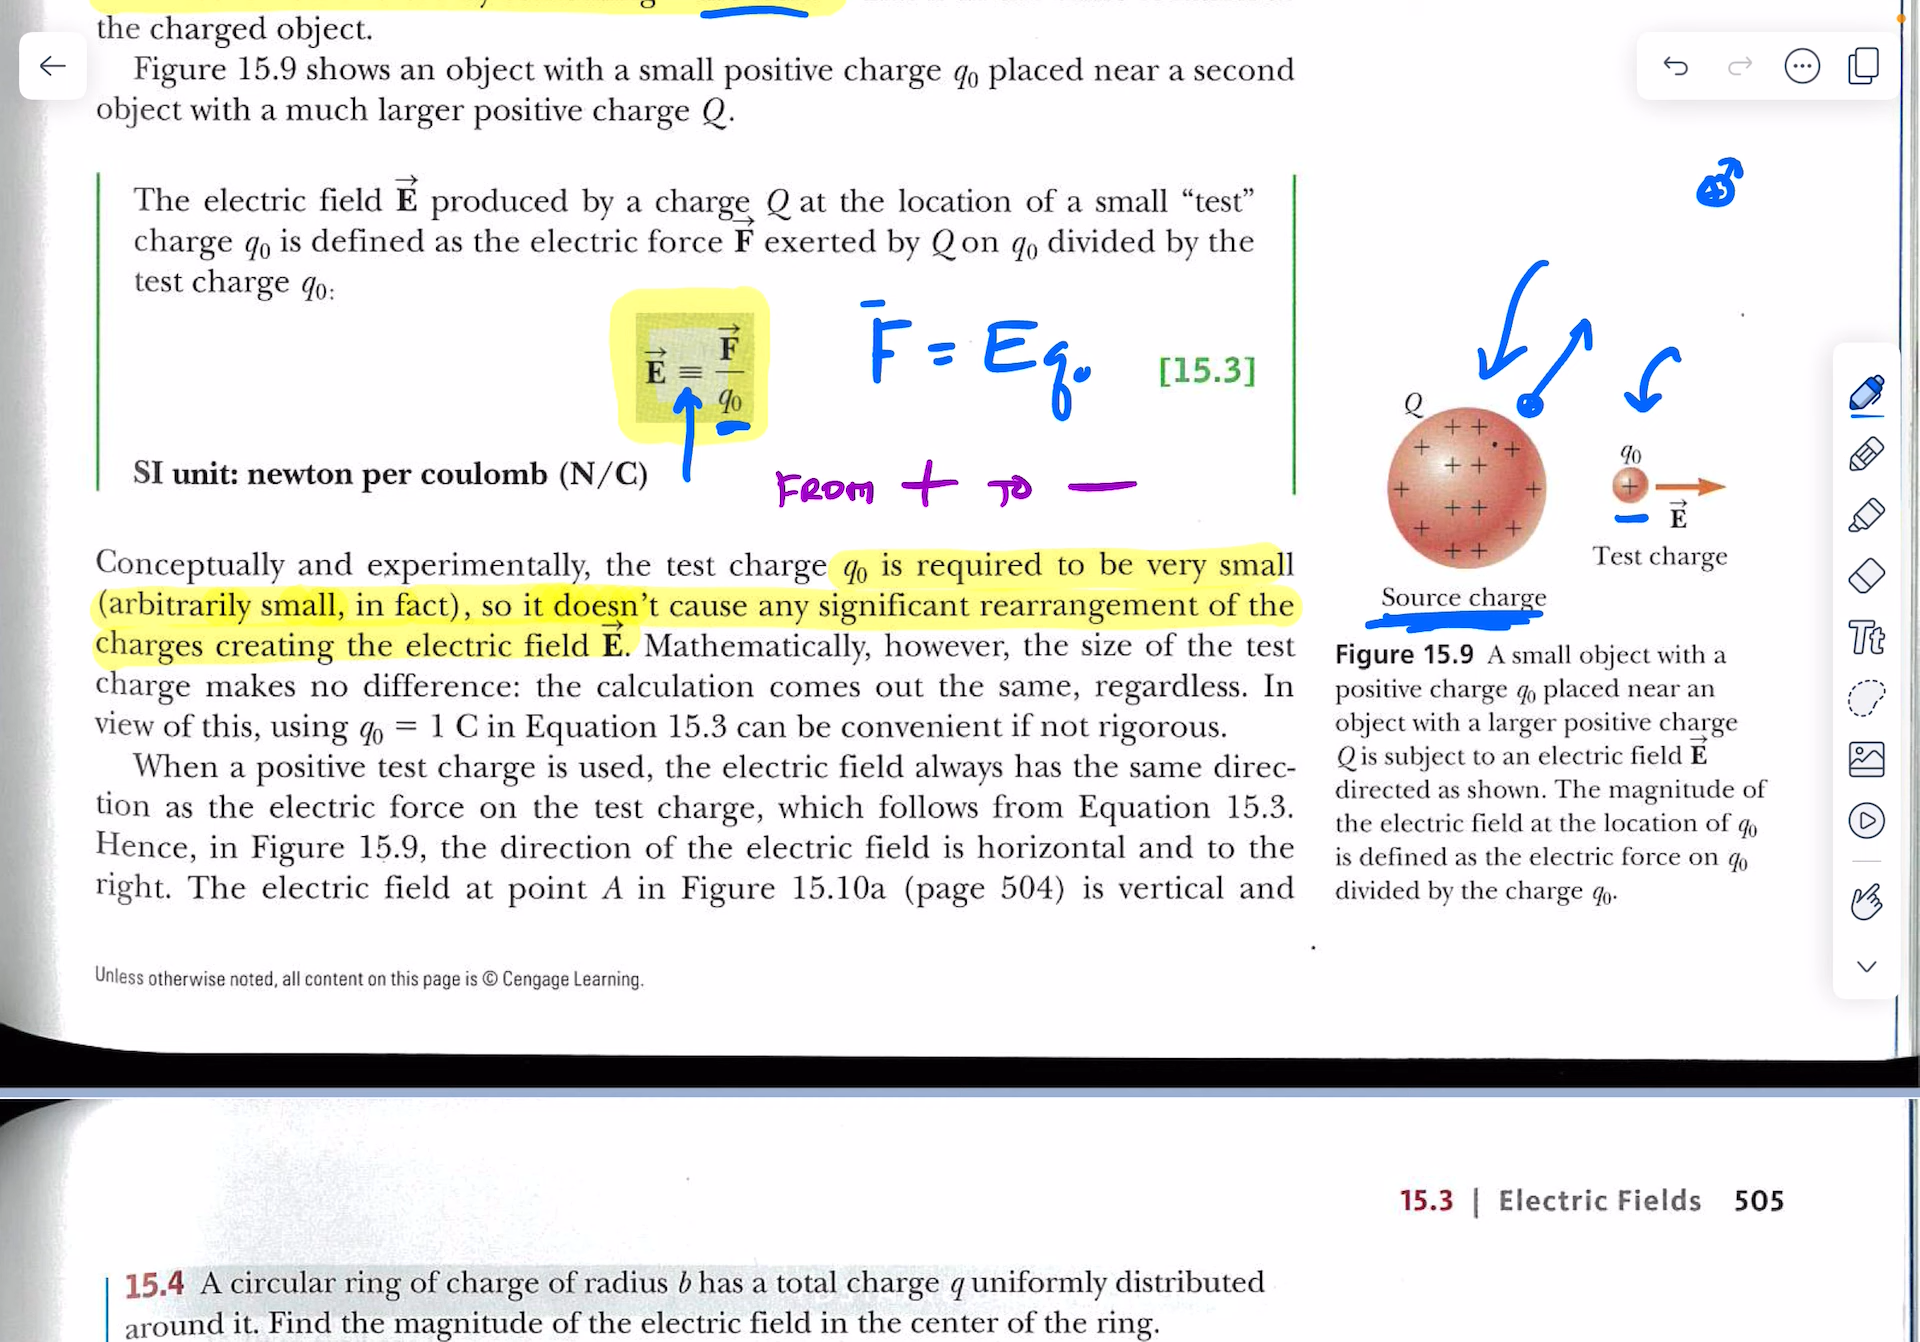 the charged object.
Figure 15.9 shows an object with a small positive charge q0 placed near a second
object with a much larger positive charge Q.
The electric field E⃗ produced by a charge Q at the location of a small “test”
charge q0 is defined as the electric force F⃗ exerted by Q on q0 divided by the
test charge q0:
E⃗ ≡ F⃗ / q0
F̄ = Eq0
[15.3]
SI unit: newton per coulomb (N/C)
FROM + TO −
Conceptually and experimentally, the test charge q0 is required to be very small
(arbitrarily small, in fact), so it doesn’t cause any significant rearrangement of the
charges creating the electric field E⃗. Mathematically, however, the size of the test
charge makes no difference: the calculation comes out the same, regardless. In
view of this, using q0 = 1 C in Equation 15.3 can be convenient if not rigorous.
When a positive test charge is used, the electric field always has the same direc-
tion as the electric force on the test charge, which follows from Equation 15.3.
Hence, in Figure 15.9, the direction of the electric field is horizontal and to the
right. The electric field at point A in Figure 15.10a (page 504) is vertical and
Unless otherwise noted, all content on this page is © Cengage Learning.
Q
q0
E⃗
Test charge
Source charge
Figure 15.9 A small object with a
positive charge q0 placed near an
object with a larger positive charge
Q is subject to an electric field E⃗
directed as shown. The magnitude of
the electric field at the location of q0
is defined as the electric force on q0
divided by the charge q0.
Tt
15.3 | Electric Fields 505
15.4 A circular ring of charge of radius b has a total charge q uniformly distributed
around it. Find the magnitude of the electric field in the center of the ring.